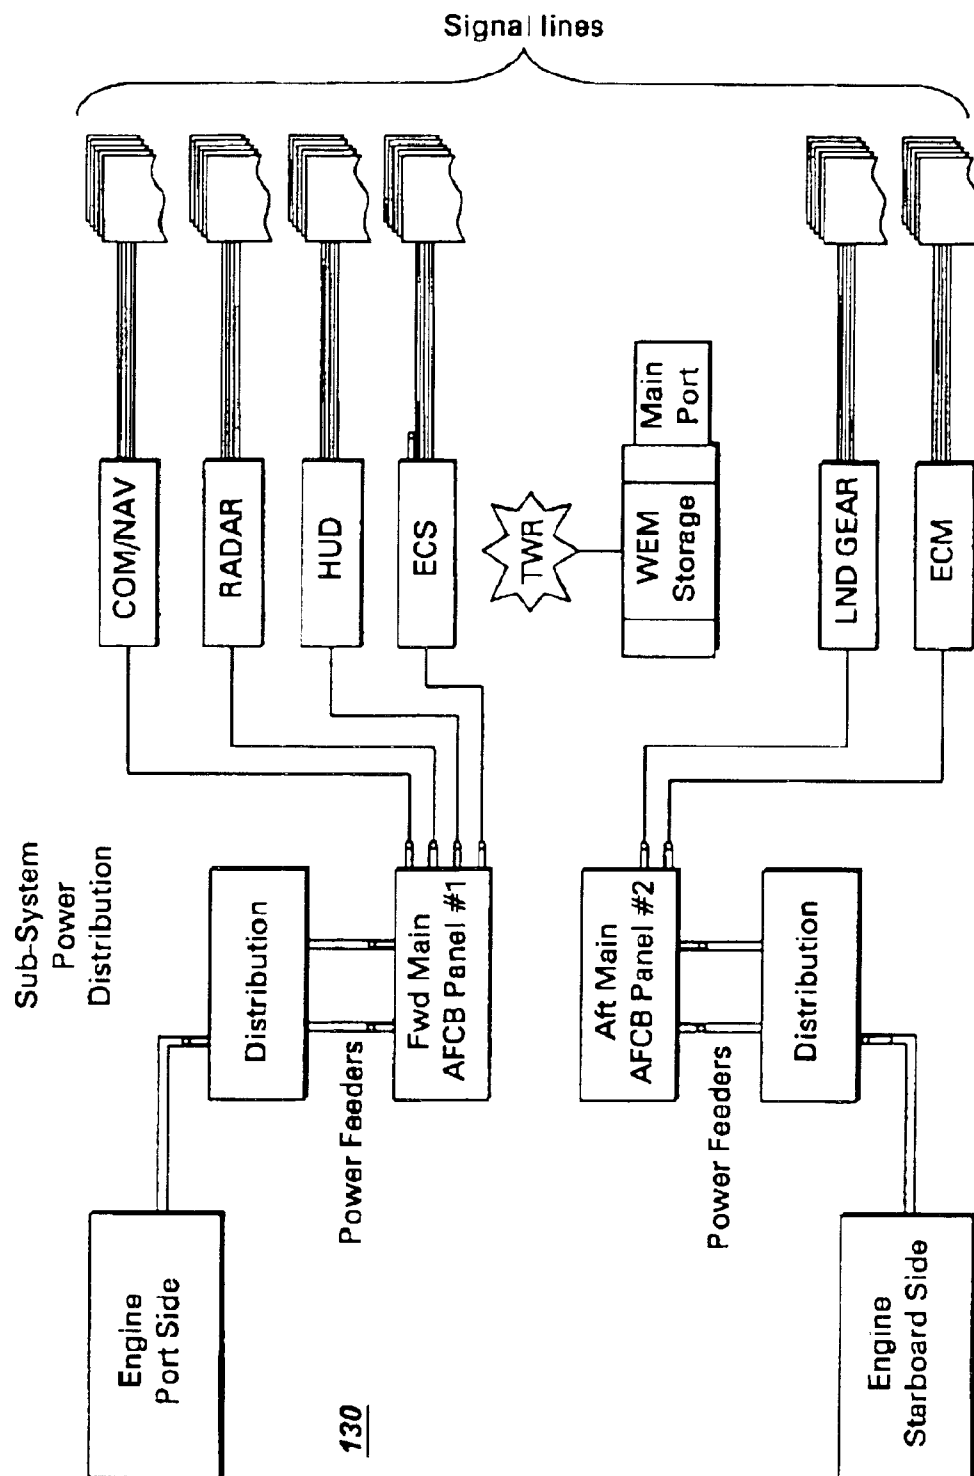 Signal lines
COM/NAV
RADAR
HUD
ECS
TWR
WEM
Storage
Main
Port
LND GEAR
ECM
Sub-System
Power
Distribution
Distribution
Power Feeders
Fwd Main
AFCB Panel #1
Aft Main
AFCB Panel #2
Power Feeders
Distribution
Engine
Port Side
130
Engine
Starboard Side